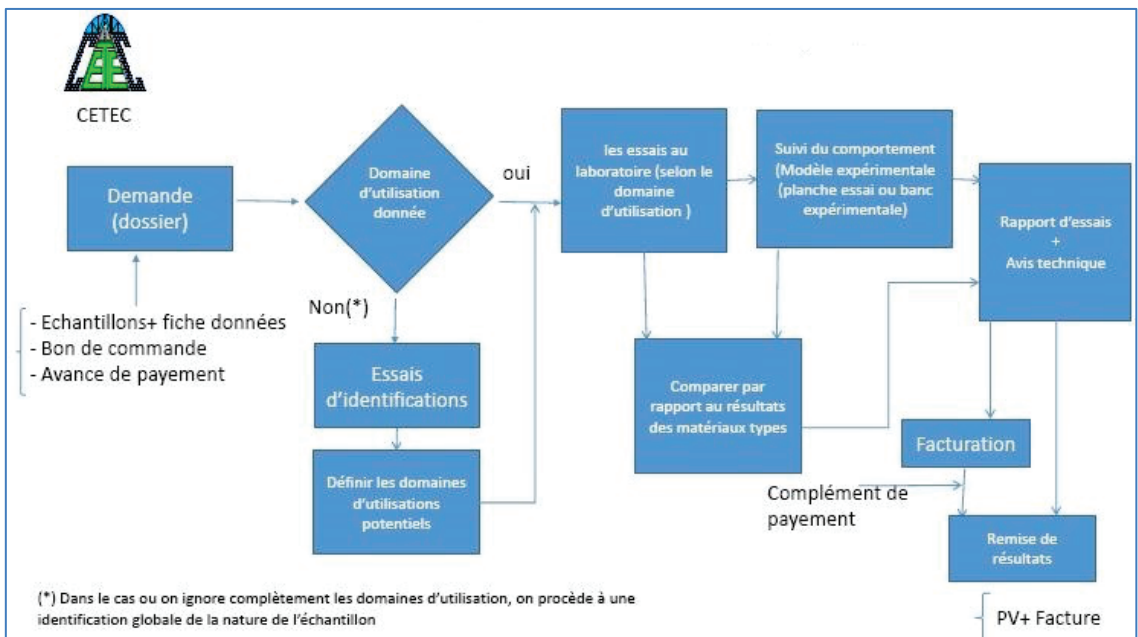 CETEC
Demande
(dossier)
- Echantillons+ fiche données
- Bon de commande
- Avance de payement
Domaine
d'utilisation
donnée
oui
Non(*)
Essais
d'identifications
Définir les domaines
d'utilisations
potentiels
les essais au
laboratoire (selon le
domaine
d'utilisation )
Suivi du comportement
(Modèle expérimentale
(planche essai ou banc
expérimentale)
Comparer par
rapport au résultats
des matériaux types
Rapport d'essais
+
Avis technique
Facturation
Complément de
payement
Remise de
résultats
PV+ Facture
(*) Dans le cas ou on ignore complètement les domaines d'utilisation, on procède à une
identification globale de la nature de l'échantillon